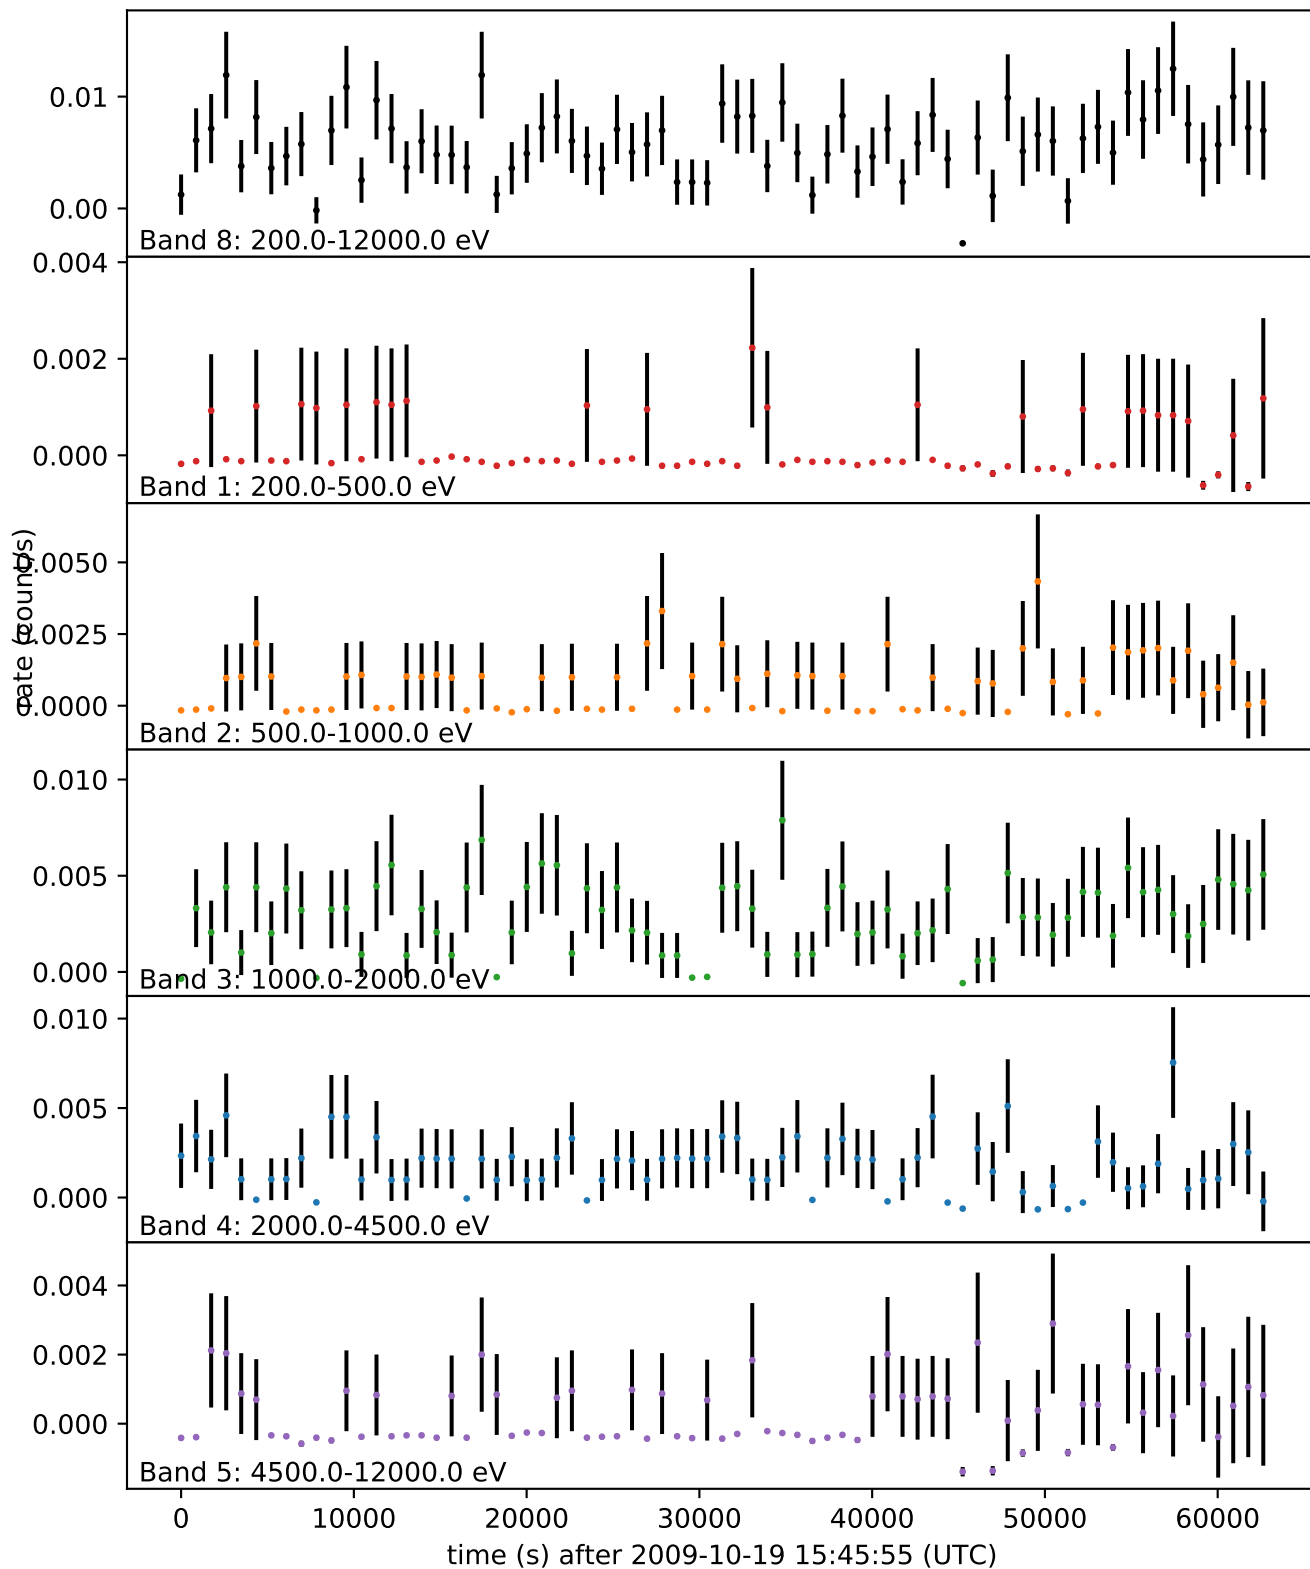 0.01
0.00
Band 8: 200.0-12000.0 eV
0.004
0.002
0.000
Band 1: 200.0-500.0 eV
rate (count/s)
0.0050
0.0025
0.0000
Band 2: 500.0-1000.0 eV
0.010
0.005
0.000
Band 3: 1000.0-2000.0 eV
0.010
0.005
0.000
Band 4: 2000.0-4500.0 eV
0.004
0.002
0.000
Band 5: 4500.0-12000.0 eV
0 10000 20000 30000 40000 50000 60000
time (s) after 2009-10-19 15:45:55 (UTC)